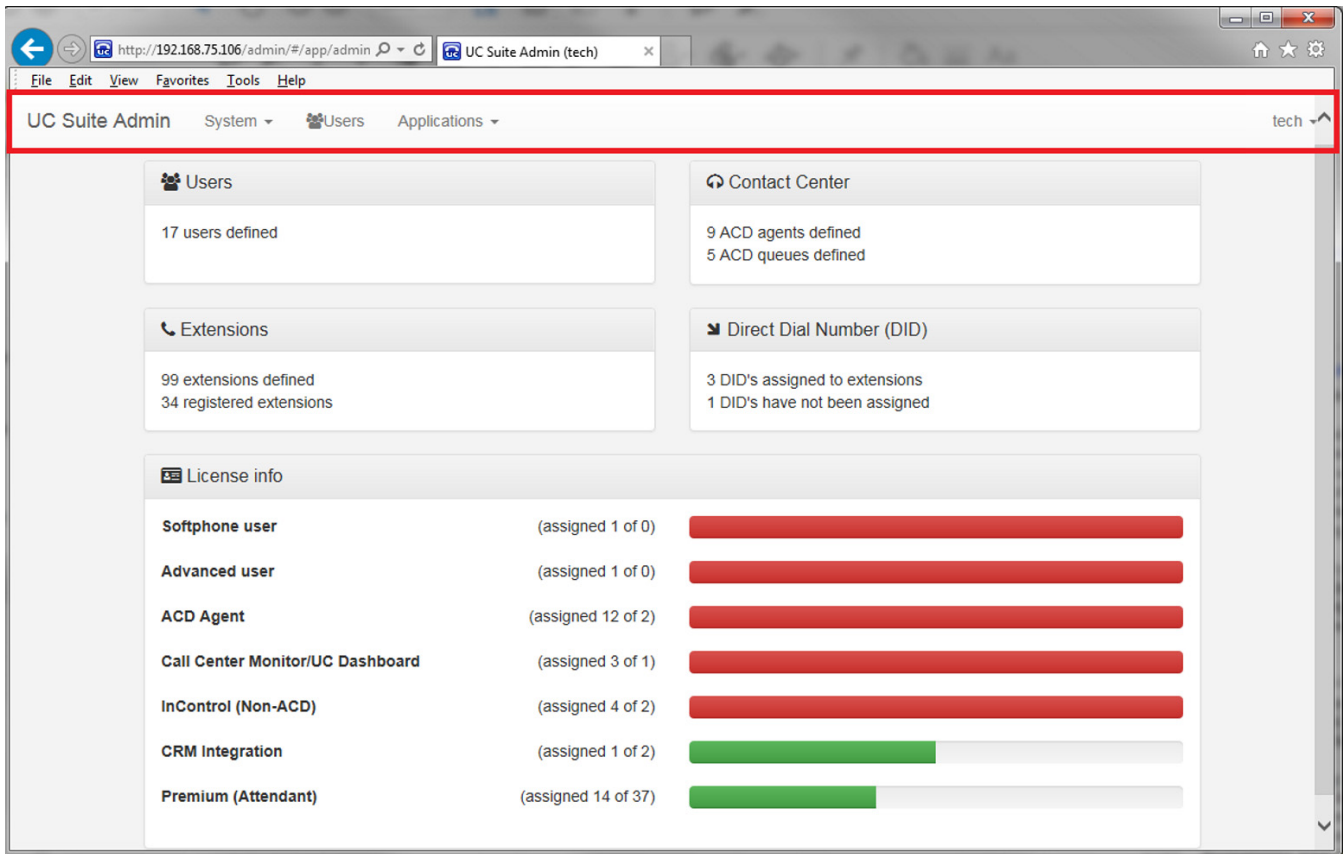 http://192.168.75.106/admin/#/app/admin
UC Suite Admin (tech)
File Edit View Favorites Tools Help
UC Suite Admin System Users Applications tech
Users
17 users defined
Contact Center
9 ACD agents defined
5 ACD queues defined
Extensions
99 extensions defined
34 registered extensions
Direct Dial Number (DID)
3 DID's assigned to extensions
1 DID's have not been assigned
License info
Softphone user (assigned 1 of 0)
Advanced user (assigned 1 of 0)
ACD Agent (assigned 12 of 2)
Call Center Monitor/UC Dashboard (assigned 3 of 1)
InControl (Non-ACD) (assigned 4 of 2)
CRM Integration (assigned 1 of 2)
Premium (Attendant) (assigned 14 of 37)